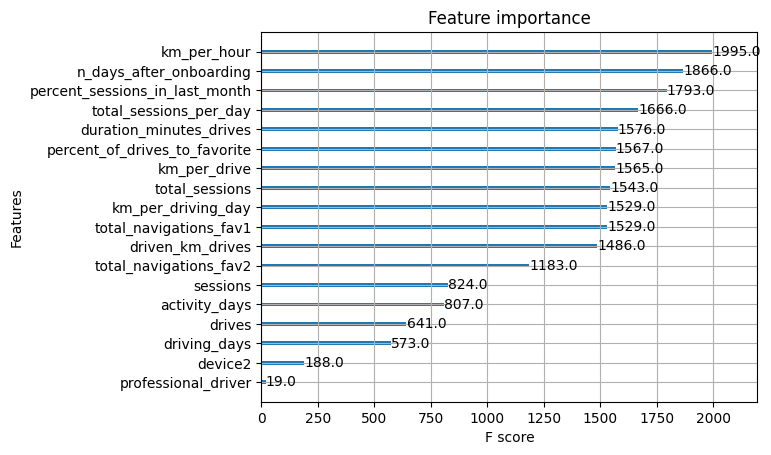 Feature importance
Features
km_per_hour 1995.0
n_days_after_onboarding 1866.0
percent_sessions_in_last_month 1793.0
total_sessions_per_day 1666.0
duration_minutes_drives 1576.0
percent_of_drives_to_favorite 1567.0
km_per_drive 1565.0
total_sessions 1543.0
km_per_driving_day 1529.0
total_navigations_fav1 1529.0
driven_km_drives 1486.0
total_navigations_fav2 1183.0
sessions 824.0
activity_days 807.0
drives 641.0
driving_days 573.0
device2 188.0
professional_driver 19.0
0 250 500 750 1000 1250 1500 1750 2000
F score